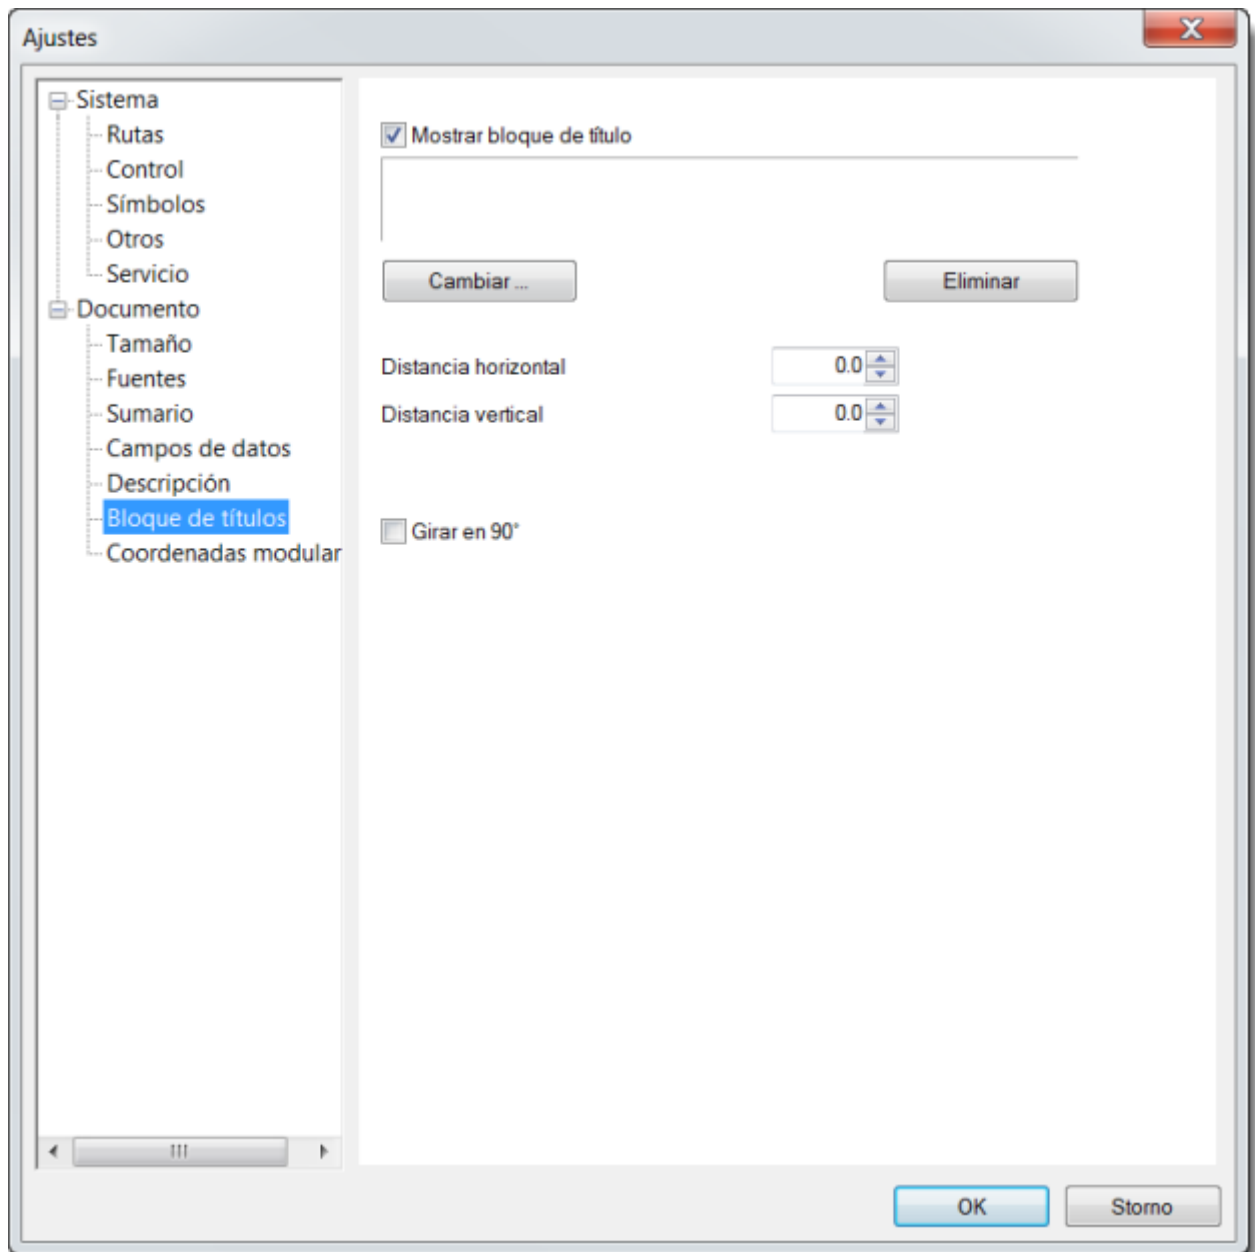 Ajustes
Sistema
Rutas
Control
Símbolos
Otros
Servicio
Documento
Tamaño
Fuentes
Sumario
Campos de datos
Descripción
Bloque de títulos
Coordenadas modular
Mostrar bloque de título
Cambiar ...
Eliminar
Distancia horizontal
0.0
Distancia vertical
0.0
Girar en 90°
OK
Storno